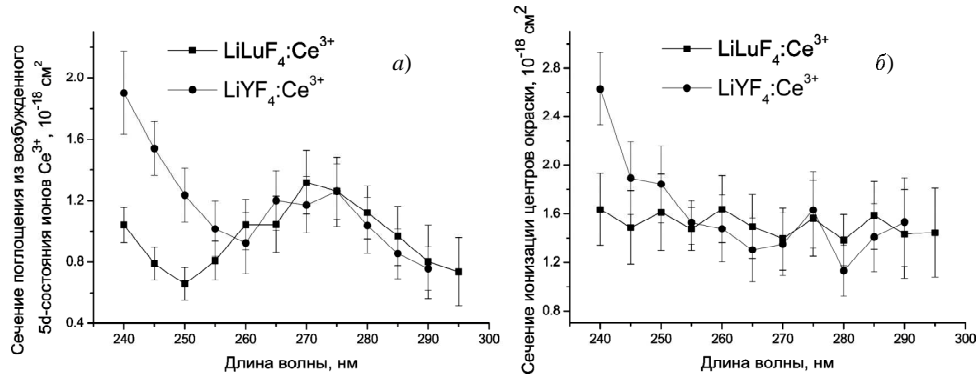 Сечение поглощения из возбужденного
5d-состояния ионов Ce³⁺, 10⁻¹⁸ см²
2.0
1.6
1.2
0.8
0.4
LiLuF₄:Ce³⁺
LiYF₄:Ce³⁺
а)
240 250 260 270 280 290 300
Длина волны, нм
Сечение ионизации центров окраски, 10⁻¹⁸ см²
2.8
2.4
2.0
1.6
1.2
0.8
LiLuF₄:Ce³⁺
LiYF₄:Ce³⁺
б)
240 250 260 270 280 290 300
Длина волны, нм